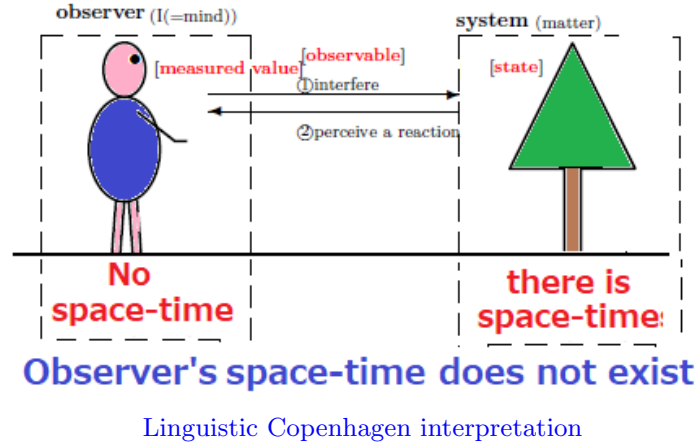 observer (I(=mind))
system (matter)
[observable]
[measured value]
[state]
①interfere
②perceive a reaction
No
space-time
there is
space-times
Observer's space-time does not exist
Linguistic Copenhagen interpretation